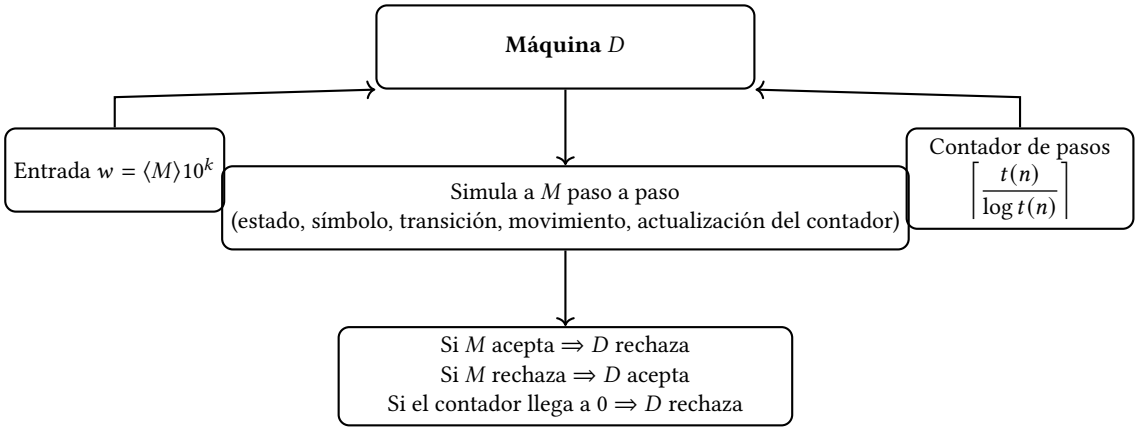 Máquina D
Entrada w = ⟨M⟩10^k
Contador de pasos
⌈ t(n) / log t(n) ⌉
Simula a M paso a paso
(estado, símbolo, transición, movimiento, actualización del contador)
Si M acepta ⇒ D rechaza
Si M rechaza ⇒ D acepta
Si el contador llega a 0 ⇒ D rechaza